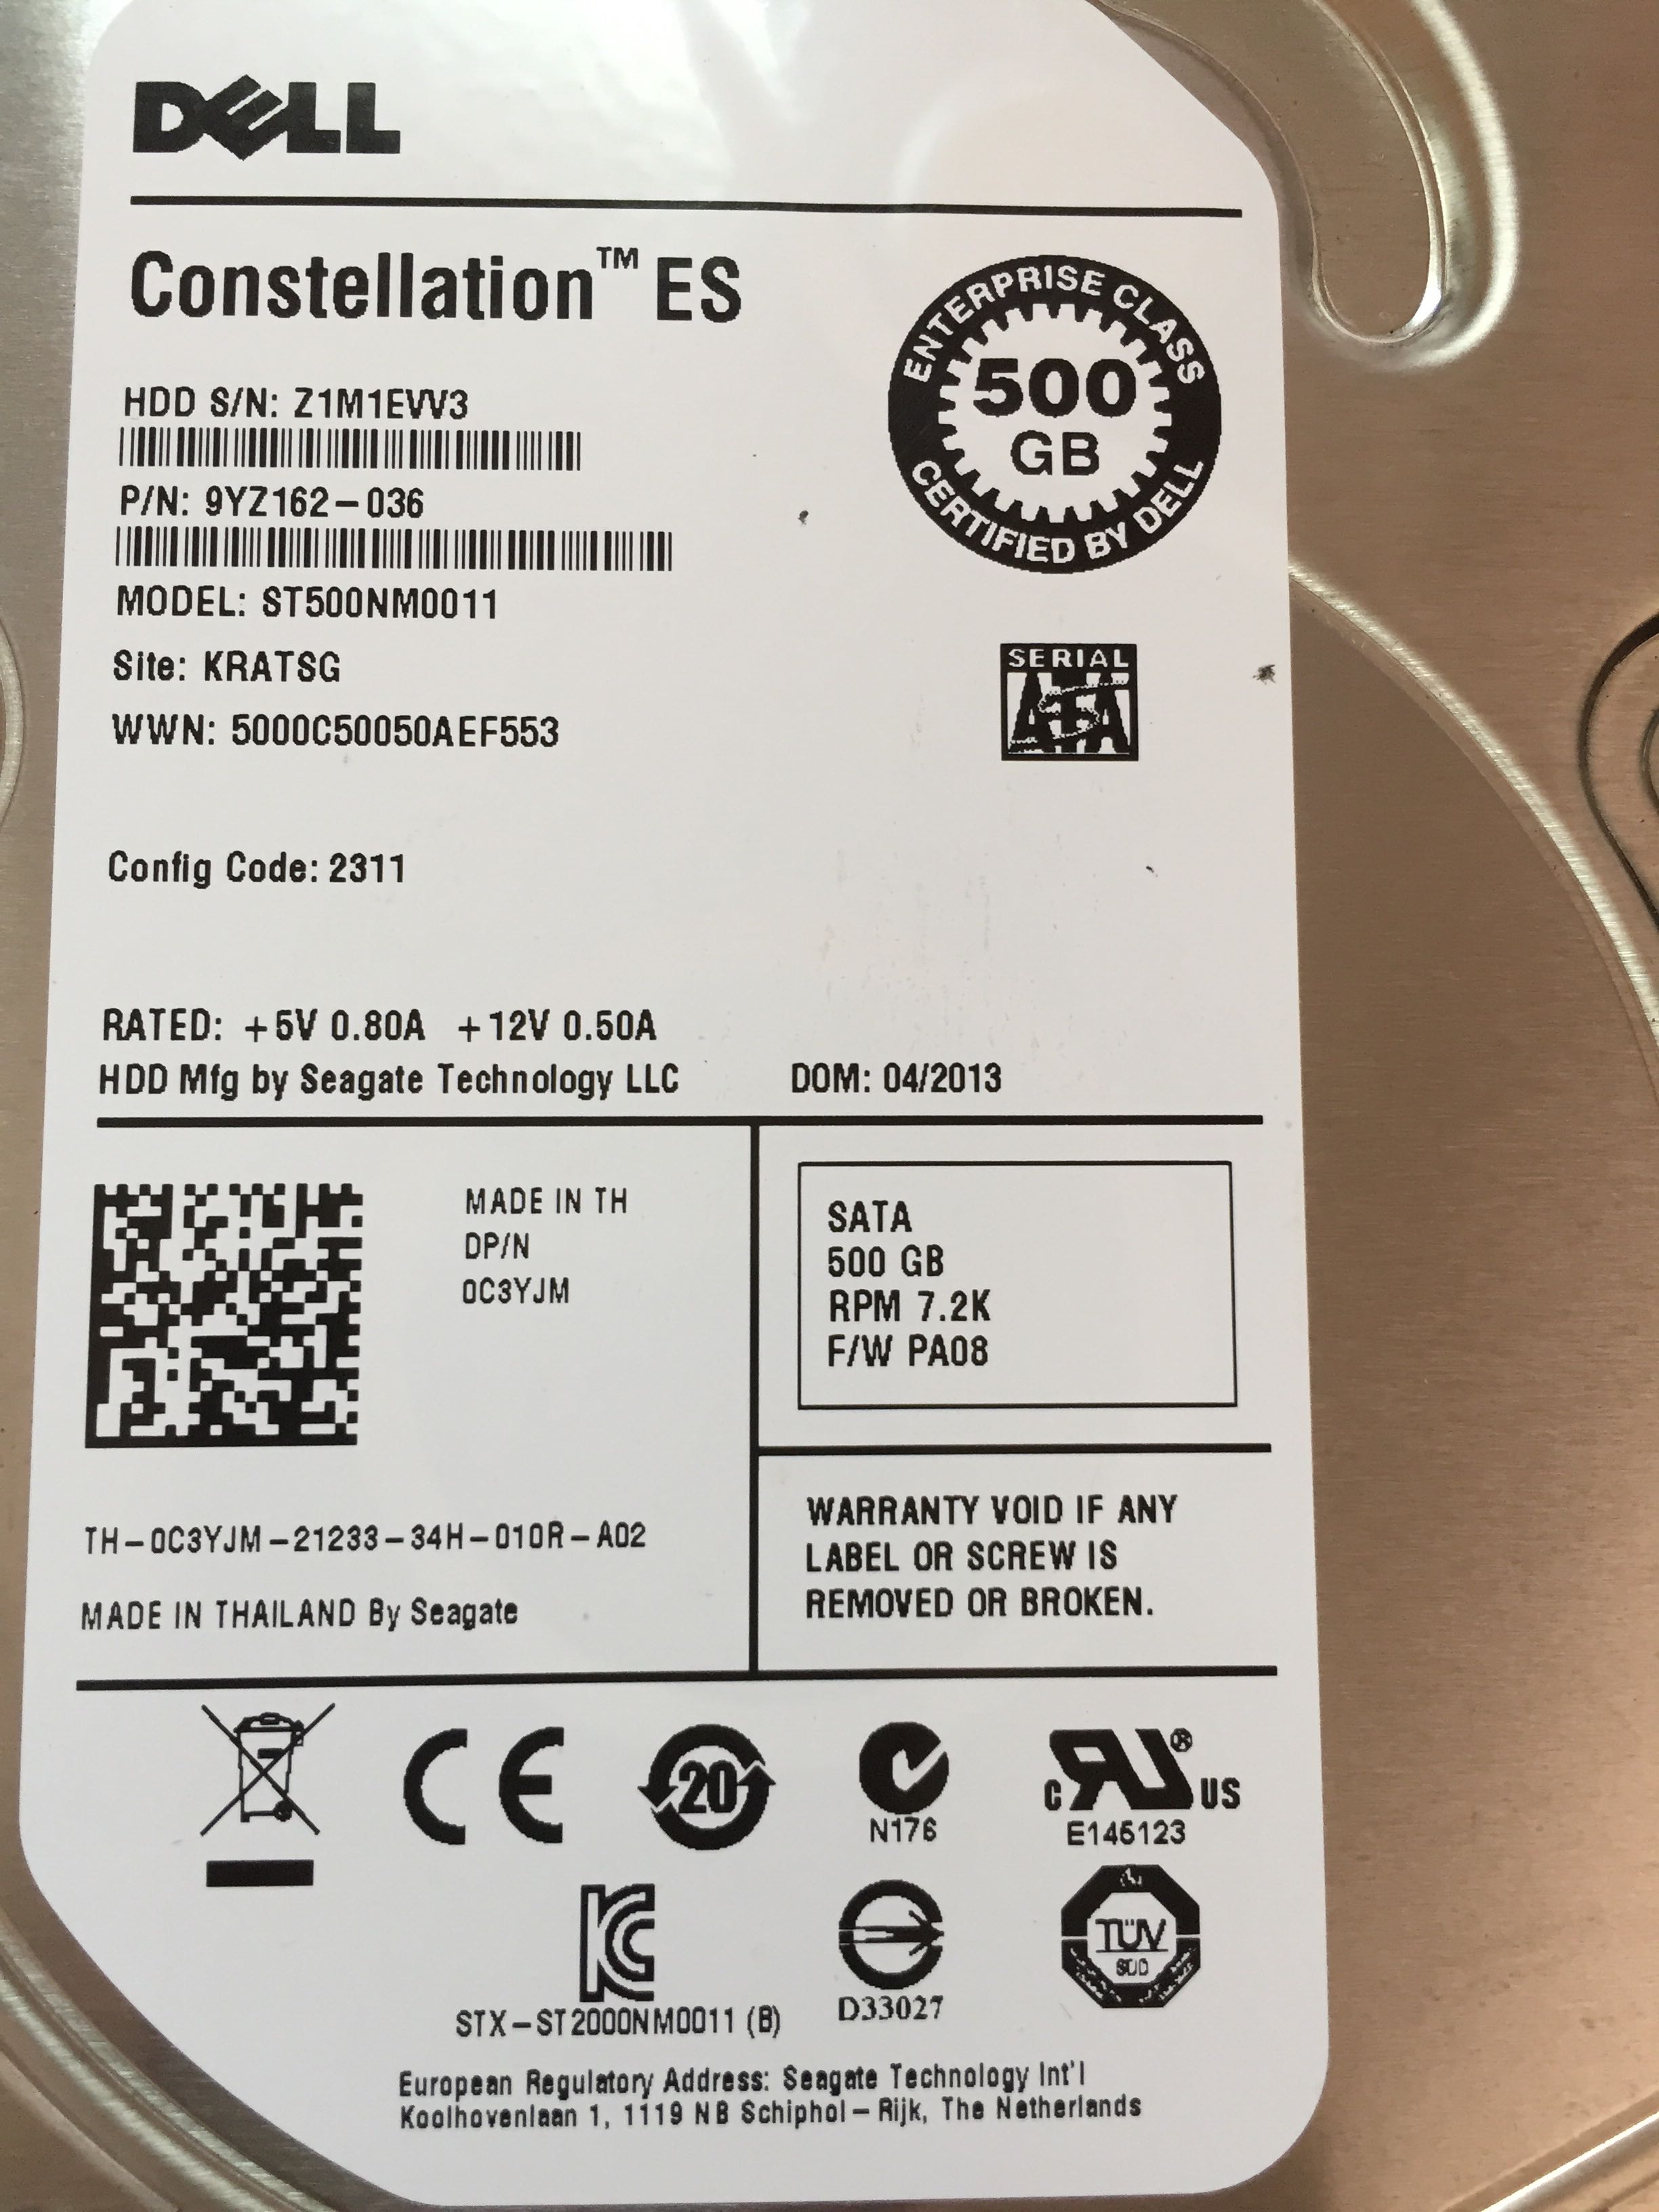 DELL
Constellation™ ES
ENTERPRISE CLASS
500
GB
CERTIFIED BY DELL
HDD S/N: Z1M1EVV3
P/N: 9YZ162-036
MODEL: ST500NM0011
Site: KRATSG
WWN: 5000C50050AEF553
SERIAL
ATA
Config Code: 2311
RATED: +5V 0.80A +12V 0.50A
HDD Mfg by Seagate Technology LLC DOM: 04/2013
MADE IN TH
DP/N
0C3YJM
TH-0C3YJM-21233-34H-010R-A02
MADE IN THAILAND By Seagate
SATA
500 GB
RPM 7.2K
F/W PA08
WARRANTY VOID IF ANY
LABEL OR SCREW IS
REMOVED OR BROKEN.
CE
20
N176
c RU ® US
E145123
KC
STX-ST2000NM0011 (B)
D33027
TÜV
SÜD
European Regulatory Address: Seagate Technology Int'l
Koolhovenlaan 1, 1119 NB Schiphol-Rijk, The Netherlands